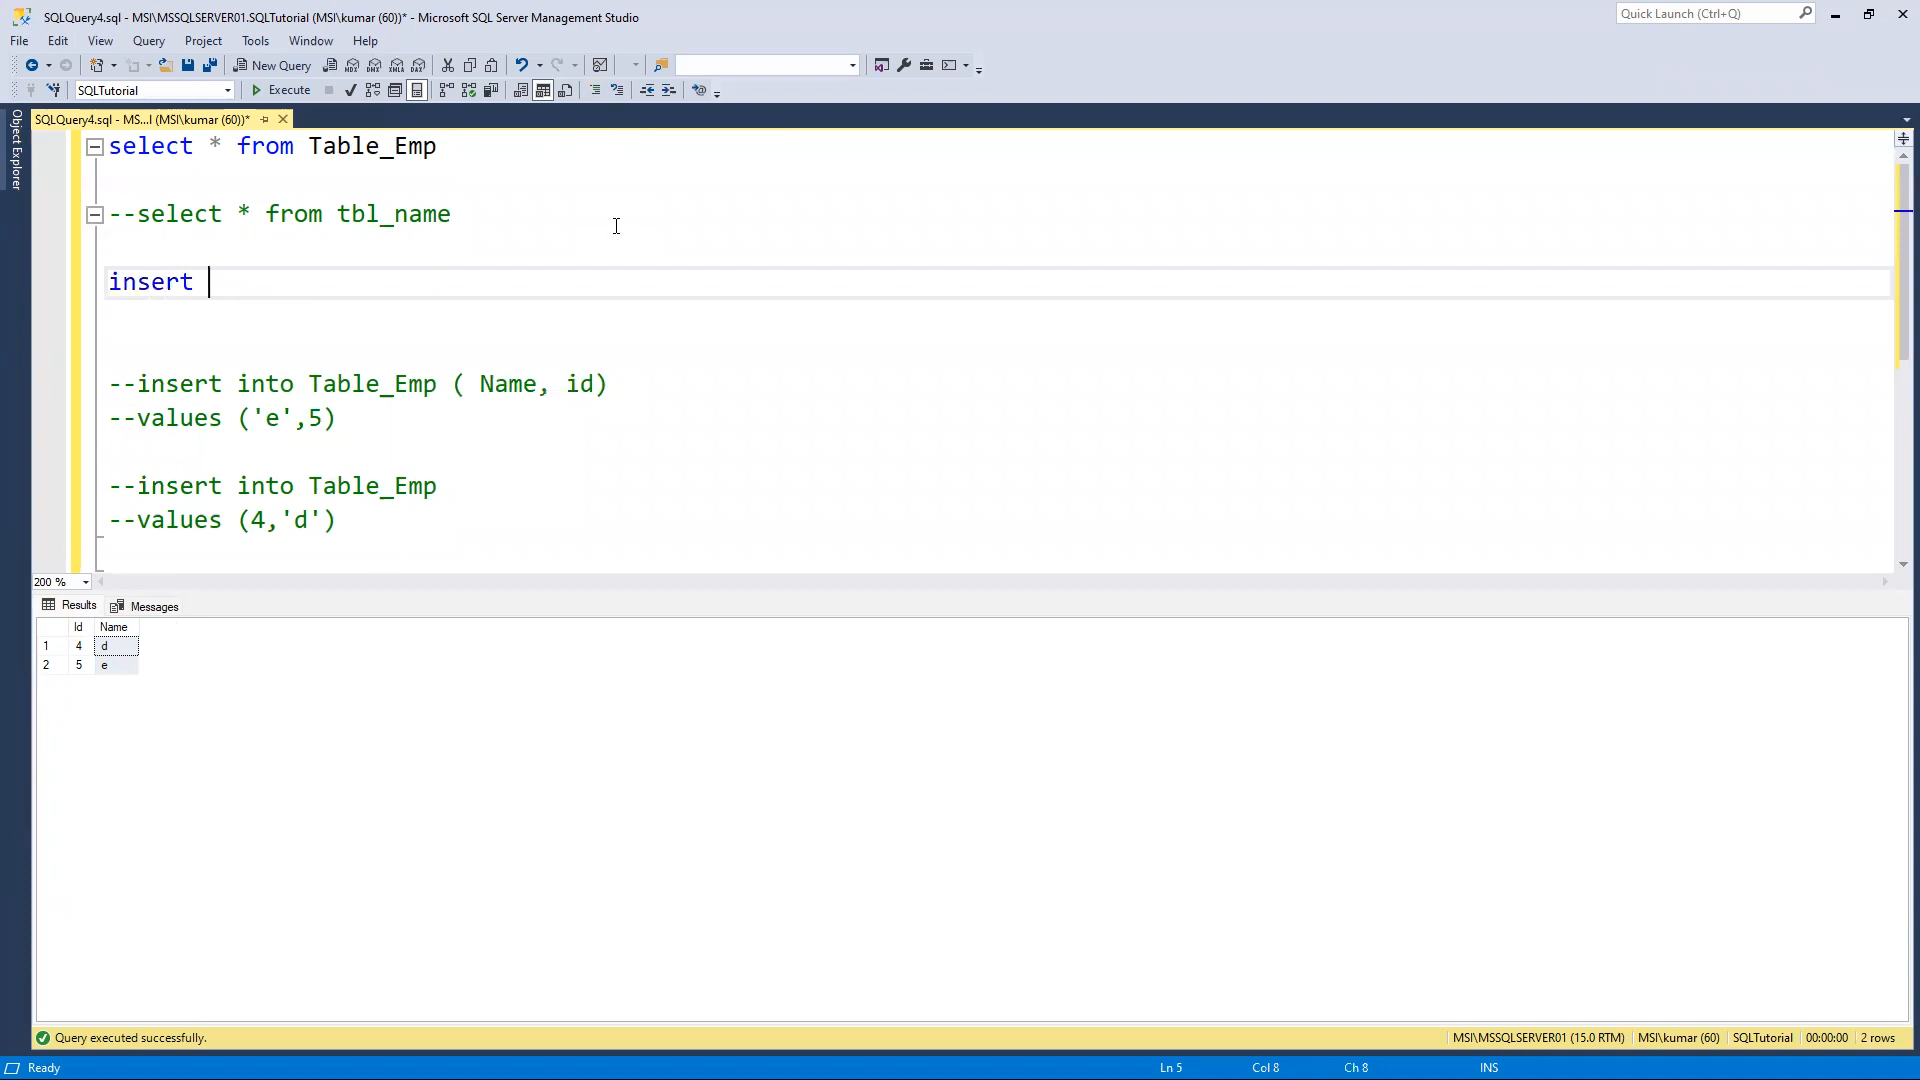 SQLQuery4.sql - MSI\MSSQLSERVER01.SQLTutorial (MSI\kumar (60))* - Microsoft SQL Server Management Studio
Quick Launch (Ctrl+Q)
File Edit View Query Project Tools Window Help
New Query
SQLTutorial
Execute
SQLQuery4.sql - MS...l (MSI\kumar (60))*
Object Explorer
select * from Table_Emp
--select * from tbl_name
insert
--insert into Table_Emp ( Name, id)
--values ('e',5)
--insert into Table_Emp
--values (4,'d')
200 %
Results Messages
Id Name
1 4 d
2 5 e
Query executed successfully.
MSI\MSSQLSERVER01 (15.0 RTM) MSI\kumar (60) SQLTutorial 00:00:00 2 rows
Ready Ln 5 Col 8 Ch 8 INS